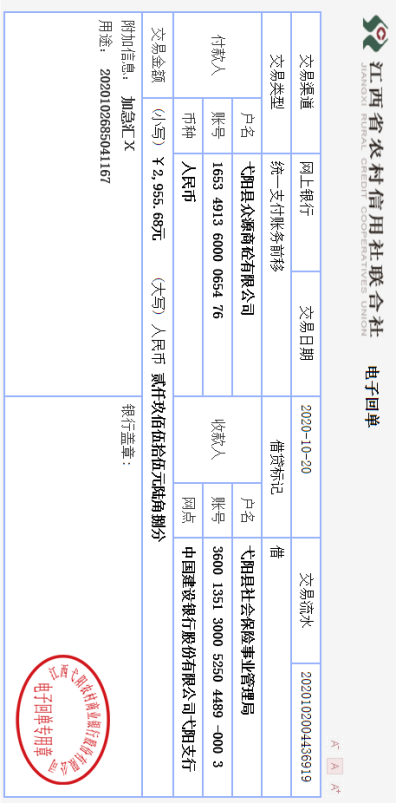 江西省农村信用社联合社 电子回单
JIANGXI RURAL CREDIT COOPERATIVES UNION
A- A A+
交易渠道 网上银行 交易日期 2020-10-20 交易流水 2020102004436919
交易类型 统一支付账务前移 借贷标记 借
付款人 户名 弋阳县众源商砼有限公司 收款人 户名 弋阳县社会保险事业管理局
账号 1653 4913 6000 0654 76 账号 3600 1351 3000 5250 4489 -000 3
币种 人民币 网点 中国建设银行股份有限公司弋阳支行
交易金额 (小写) ￥2,955.68元 (大写) 人民币 贰仟玖佰伍拾伍元陆角捌分
附加信息: 加急汇X
用途: 2020102685041167
银行盖章:
江西弋阳农村商业银行股份有限公司
电子回单专用章